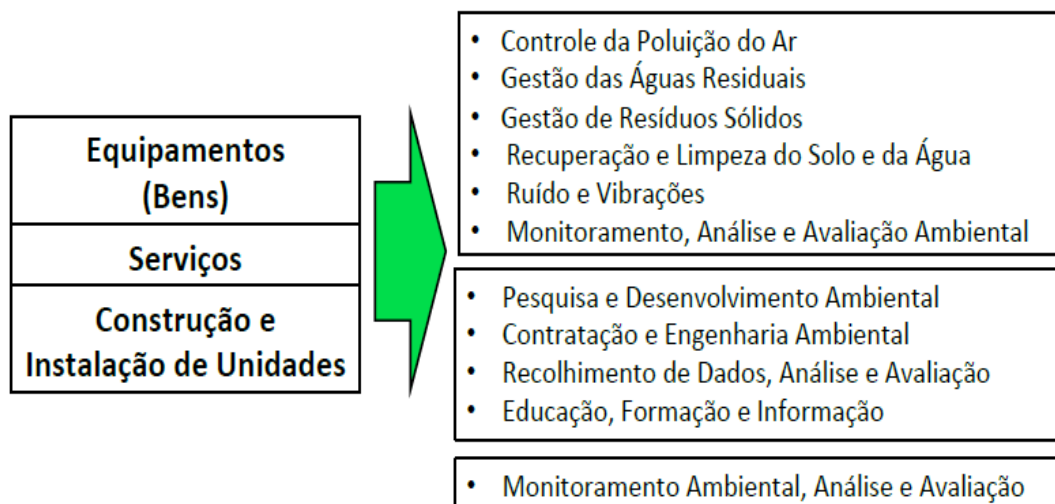 Equipamentos
(Bens)
Serviços
Construção e
Instalação de Unidades
• Controle da Poluição do Ar
• Gestão das Águas Residuais
• Gestão de Resíduos Sólidos
• Recuperação e Limpeza do Solo e da Água
• Ruído e Vibrações
• Monitoramento, Análise e Avaliação Ambiental
• Pesquisa e Desenvolvimento Ambiental
• Contratação e Engenharia Ambiental
• Recolhimento de Dados, Análise e Avaliação
• Educação, Formação e Informação
• Monitoramento Ambiental, Análise e Avaliação